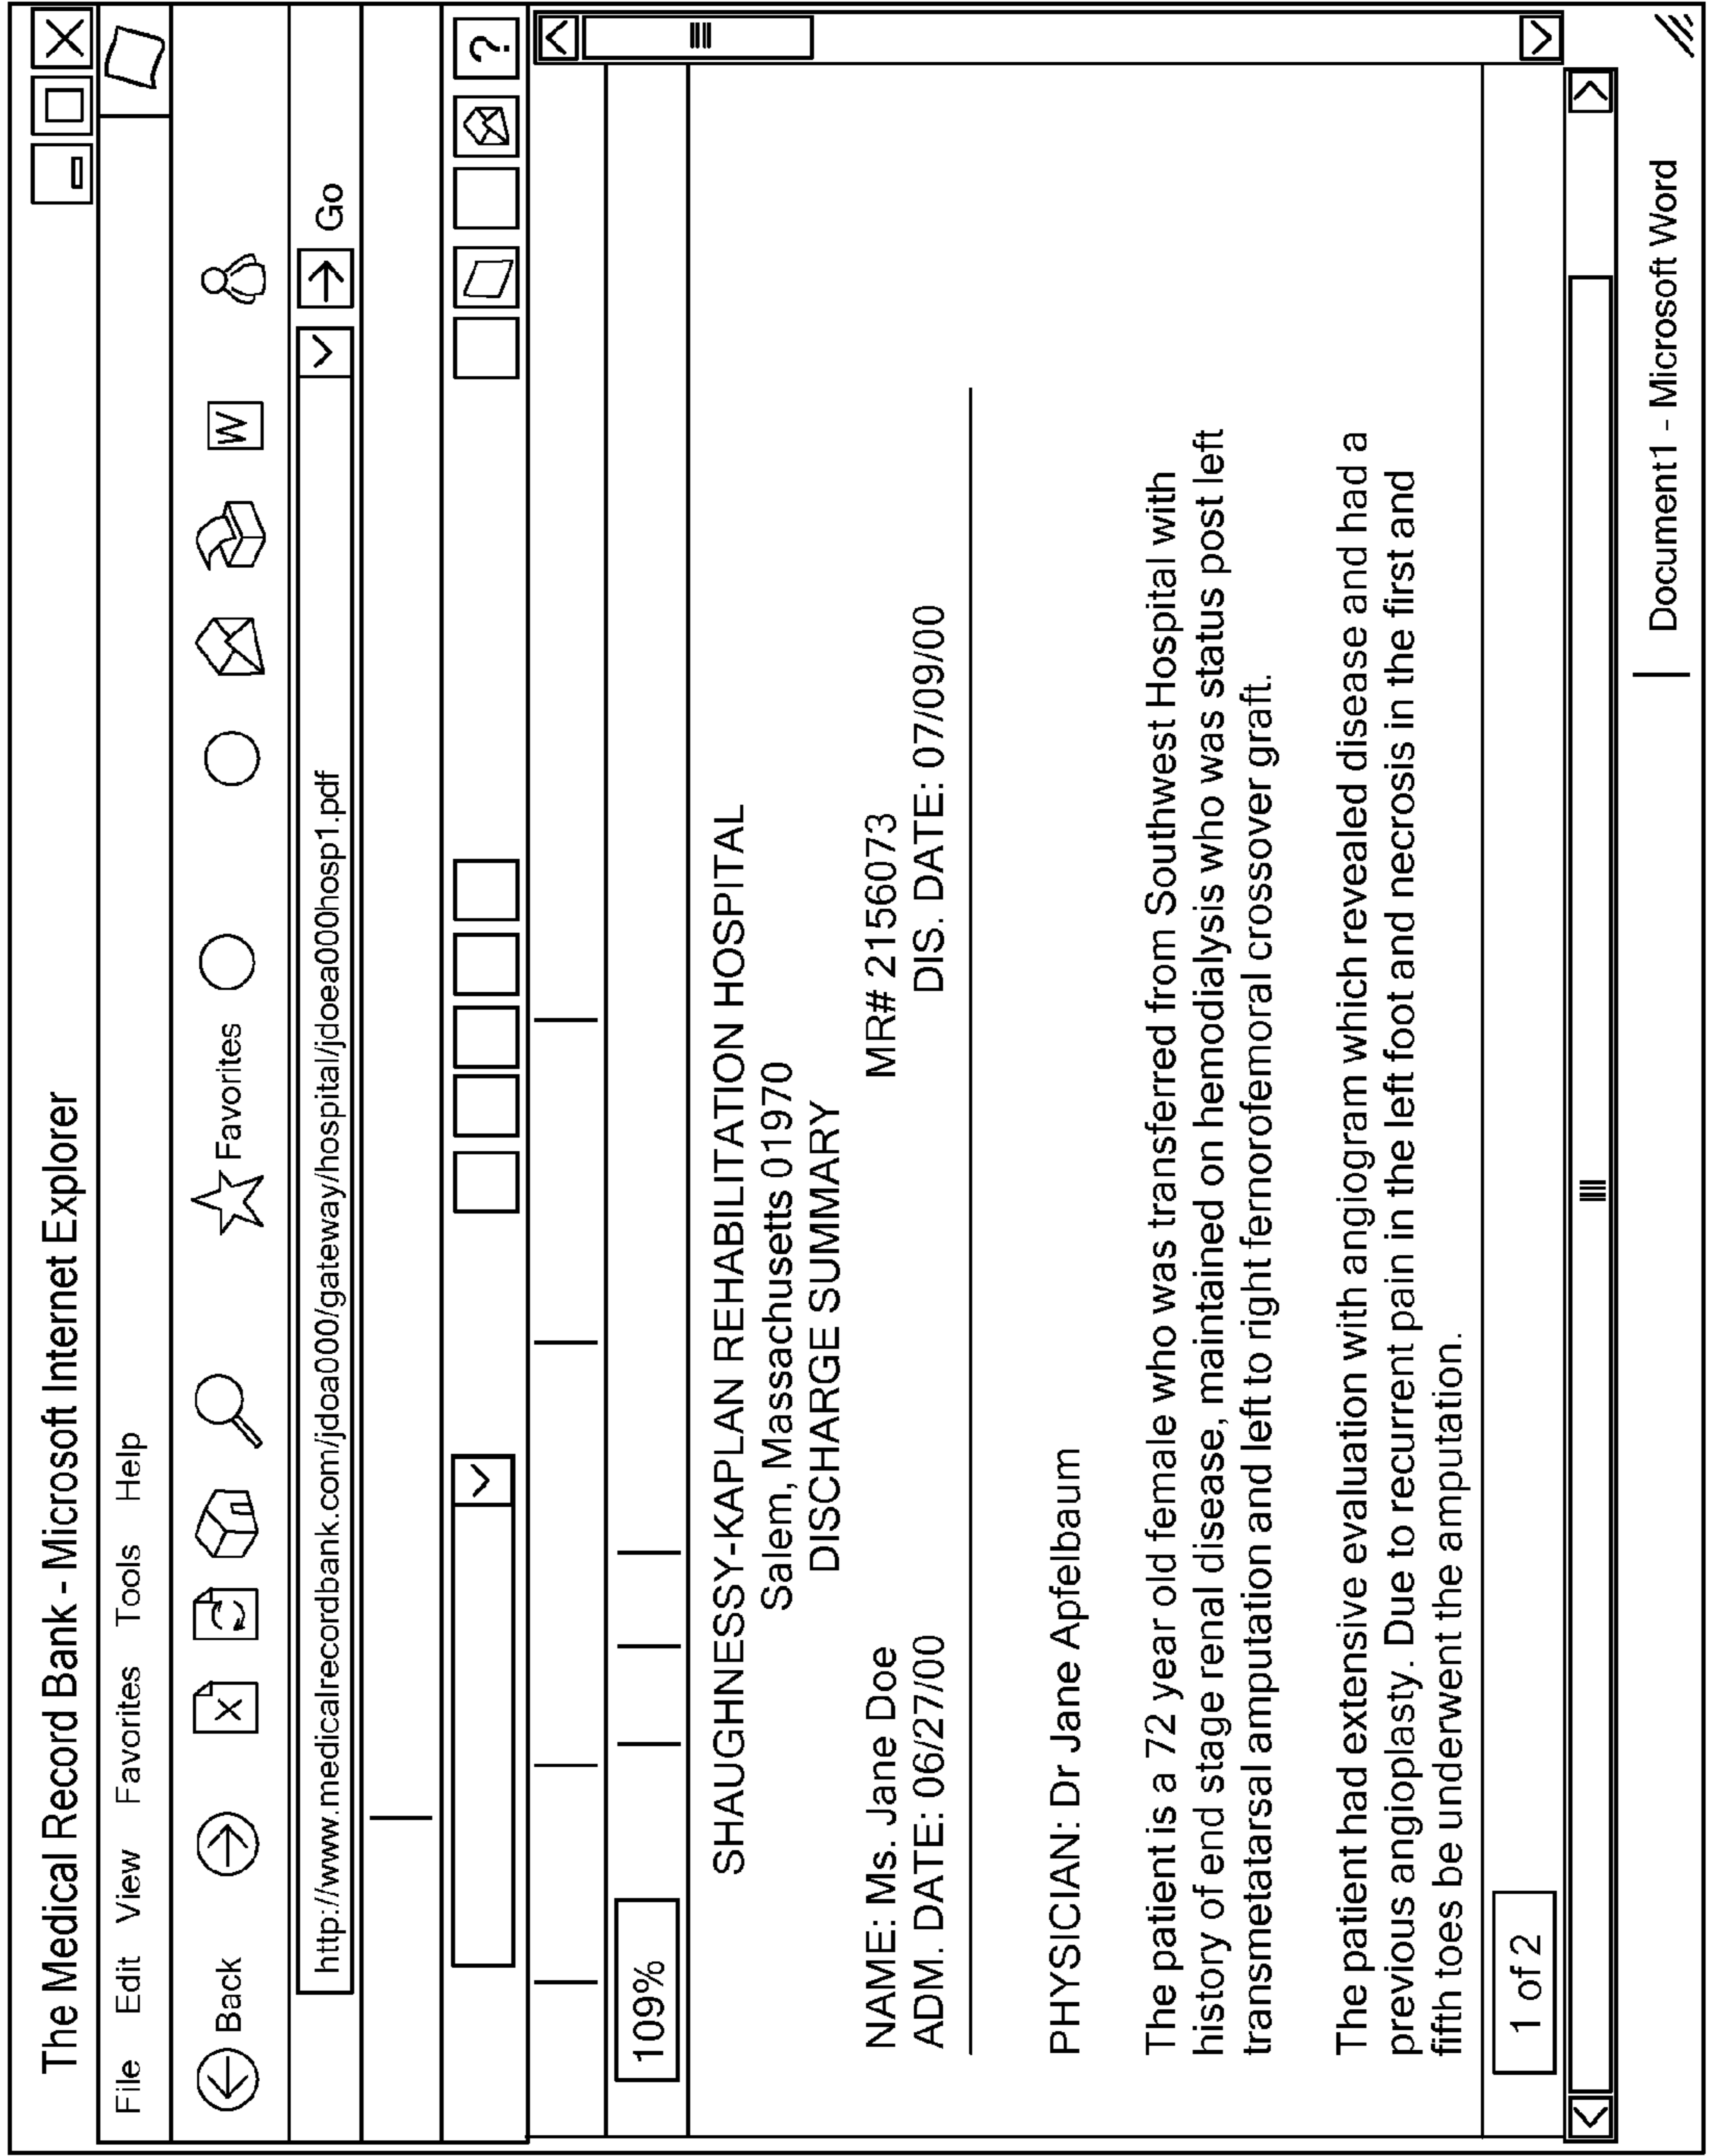 The Medical Record Bank - Microsoft Internet Explorer
File Edit View Favorites Tools Help
Back Favorites W
http://www.medicalrecordbank.com/jdoa000/gateway/hospital/jdoea000hosp1.pdf Go
?
109%
SHAUGHNESSY-KAPLAN REHABILITATION HOSPITAL
Salem, Massachusetts 01970
DISCHARGE SUMMARY
NAME: Ms. Jane Doe MR# 2156073
ADM. DATE: 06/27/00 DIS. DATE: 07/09/00
PHYSICIAN: Dr Jane Apfelbaum
The patient is a 72 year old female who was transferred from Southwest Hospital with
history of end stage renal disease, maintained on hemodialysis who was status post left
transmetatarsal amputation and left to right fernorofemoral crossover graft.
The patient had extensive evaluation with angiogram which revealed disease and had a
previous angioplasty. Due to recurrent pain in the left foot and necrosis in the first and
fifth toes be underwent the amputation.
1 of 2
Document1 - Microsoft Word